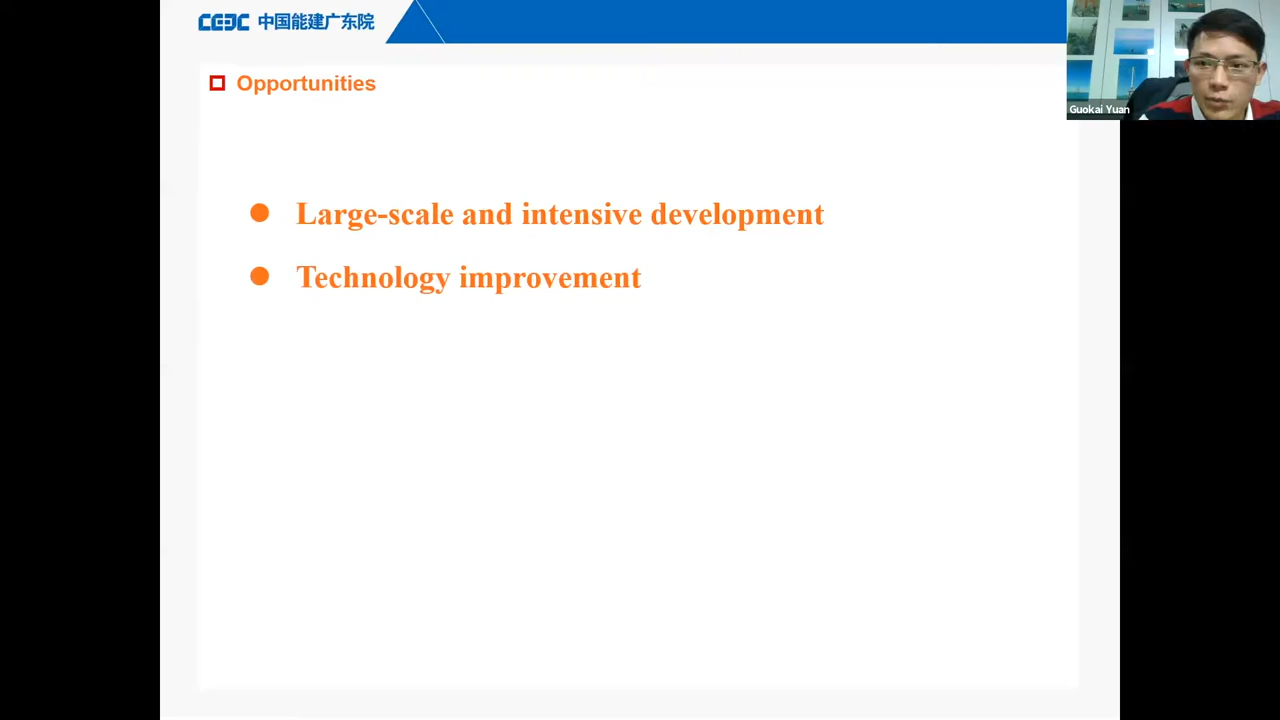 CEEC 中国能建广东院
Guokai Yuan
Opportunities
Large-scale and intensive development
Technology improvement